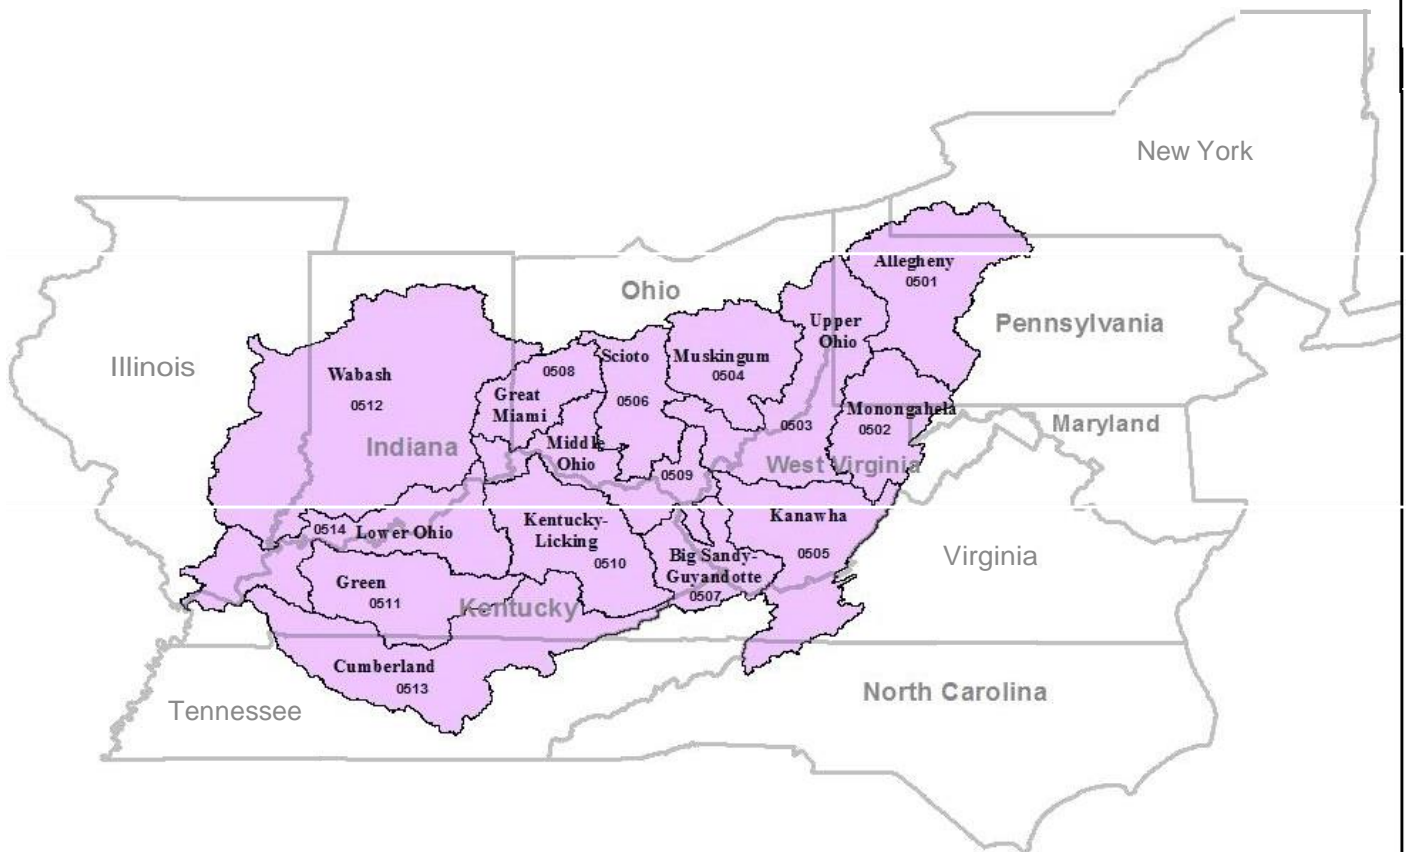 New York
Allegheny
0501
Ohio
Pennsylvania
Upper
Ohio
Illinois
Scioto
Muskingum
0504
Wabash
0512
0508
Great
Miami
0506
Monongahela
0502
0503
Maryland
Indiana
Middle
Ohio
0509
West Virginia
Kanawha
0505
0514
Lower Ohio
Kentucky-
Licking
0510
Big Sandy-
Guyandotte
0507
Virginia
Green
0511
Kentucky
Cumberland
0513
Tennessee
North Carolina